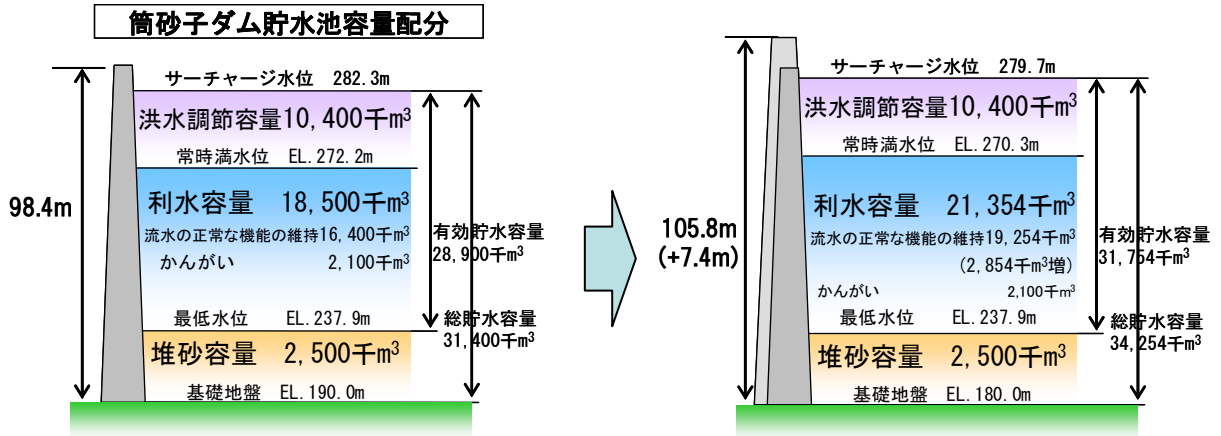 筒砂子ダム貯水池容量配分
サーチャージ水位 282.3m
洪水調節容量10,400千m³
常時満水位 EL.272.2m
98.4m
利水容量 18,500千m³
流水の正常な機能の維持16,400千m³
かんがい 2,100千m³
有効貯水容量
28,900千m³
最低水位 EL.237.9m
総貯水容量
31,400千m³
堆砂容量 2,500千m³
基礎地盤 EL.190.0m
サーチャージ水位 279.7m
洪水調節容量10,400千m³
常時満水位 EL.270.3m
105.8m
(+7.4m)
利水容量 21,354千m³
流水の正常な機能の維持19,254千m³
(2,854千m³増)
かんがい 2,100千m³
有効貯水容量
31,754千m³
最低水位 EL.237.9m
総貯水容量
34,254千m³
堆砂容量 2,500千m³
基礎地盤 EL.180.0m